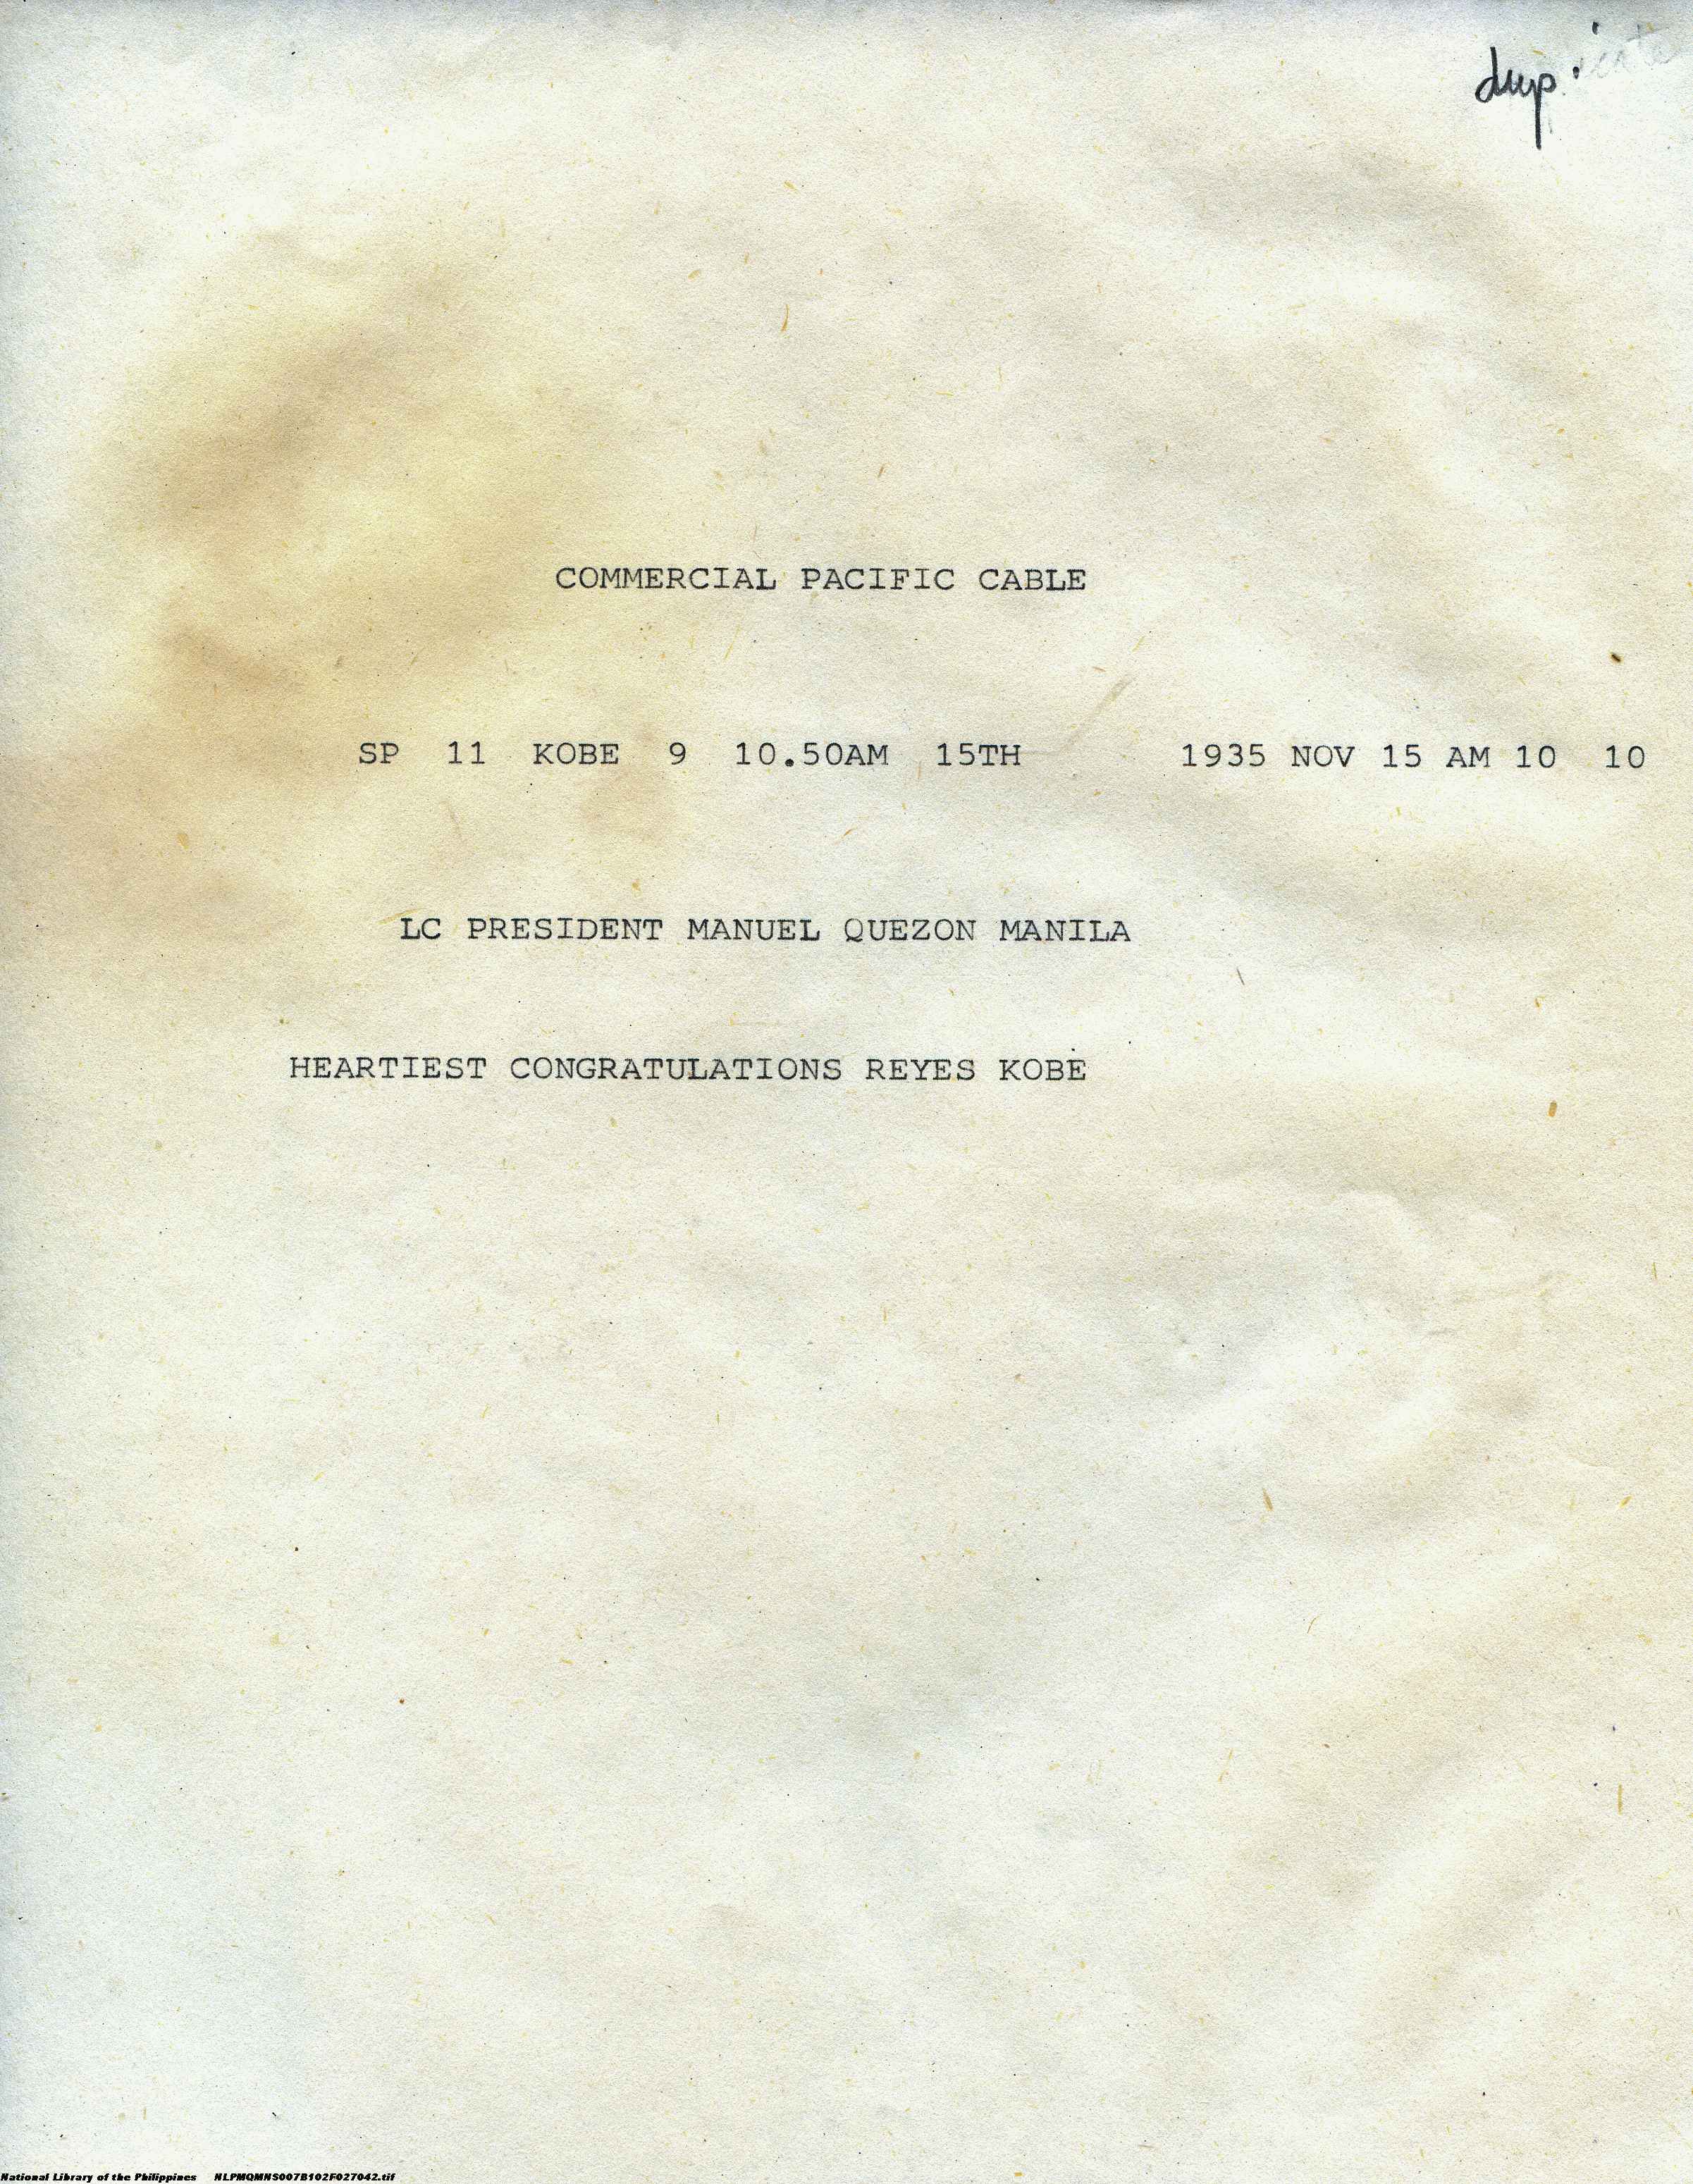 dup
COMMERCIAL PACIFIC CABLE
SP 11 KOBE 9 10.50AM 15TH 1935 NOV 15 AM 10 10
LC PRESIDENT MANUEL QUEZON MANILA
HEARTIEST CONGRATULATIONS REYES KOBE
National Library of the Philippines NLPMQMNS007B102F027042.tif